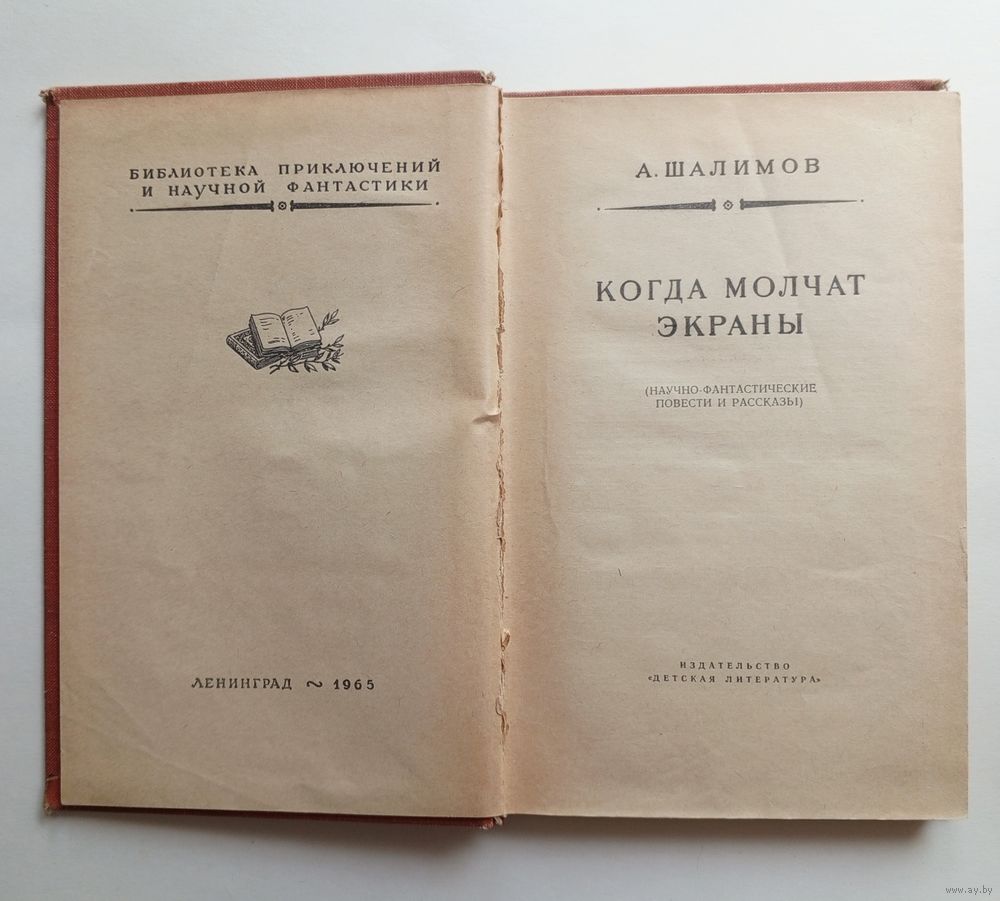 БИБЛИОТЕКА ПРИКЛЮЧЕНИЙ
И НАУЧНОЙ ФАНТАСТИКИ
ЛЕНИНГРАД ~ 1965
А. ШАЛИМОВ
КОГДА МОЛЧАТ
ЭКРАНЫ
(НАУЧНО-ФАНТАСТИЧЕСКИЕ
ПОВЕСТИ И РАССКАЗЫ)
ИЗДАТЕЛЬСТВО
«ДЕТСКАЯ ЛИТЕРАТУРА»
www.ay.by